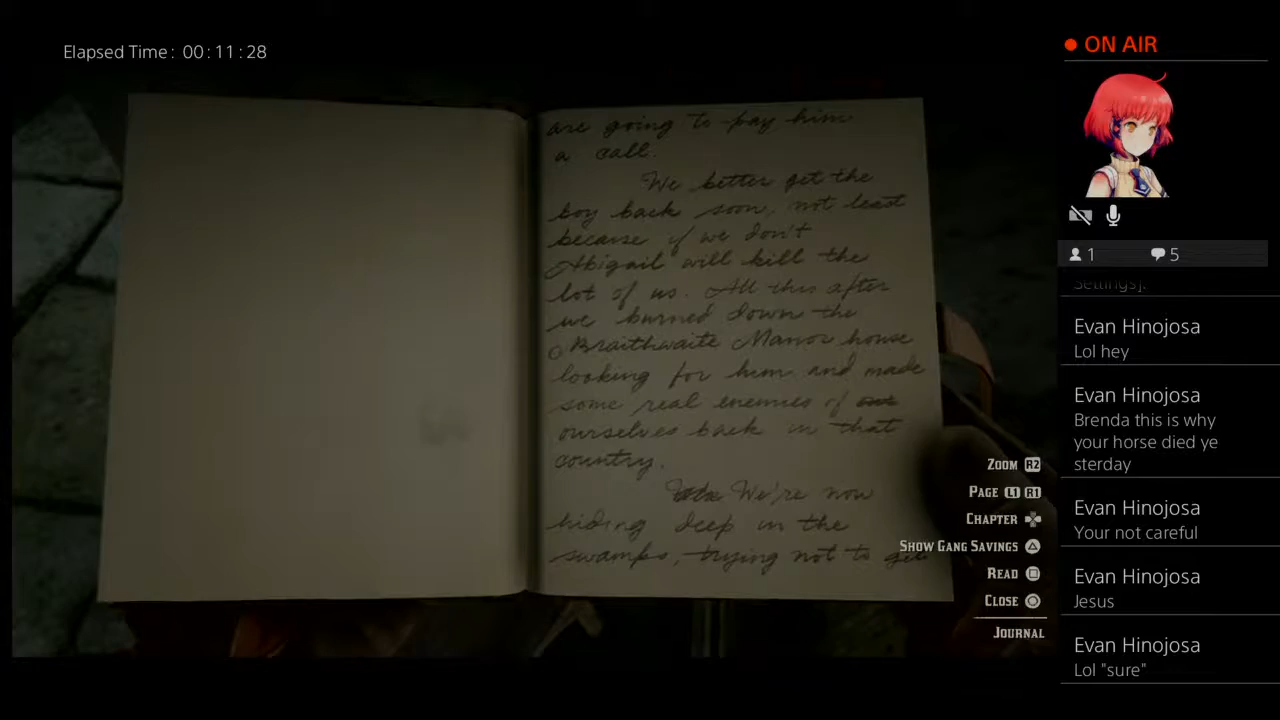 Elapsed Time: 00:11:28
are going to pay him
a call.
We better get the
boy back soon, not least
because if we don't
Abigail will kill the
lot of us. All this after
we burned down the
Braithwaite Manor house
looking for him and made
some real enemies of our
ourselves back in that
country.
We're now
hiding deep in the
swamps, trying not to get
ZOOM R2
PAGE L1 R1
CHAPTER
SHOW GANG SAVINGS
READ
CLOSE
JOURNAL
ON AIR
1
5
Settings].
Evan Hinojosa
Lol hey
Evan Hinojosa
Brenda this is why
your horse died ye
sterday
Evan Hinojosa
Your not careful
Evan Hinojosa
Jesus
Evan Hinojosa
Lol "sure"